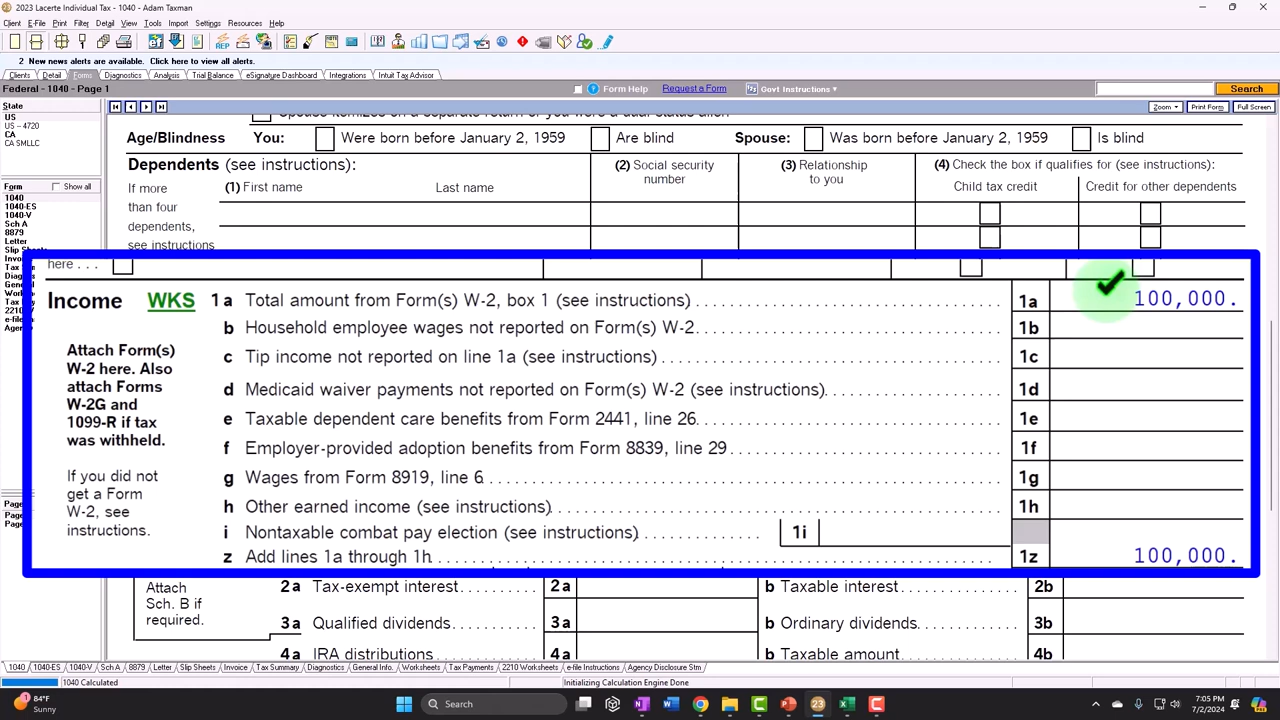 2023 Lacerte Individual Tax - 1040 - Adam Taxman
Client E-File Print Filter Detail View Tools Import Settings Resources Help
REP
2 New news alerts are available. Click here to view all alerts.
Clients Detail Forms Diagnostics Analysis Trial Balance eSignature Dashboard Integrations Intuit Tax Advisor
Federal - 1040 - Page 1 Form Help Request a Form Govt Instructions Search
State Zoom Print Form Full Screen
US
US - 4720
CA
CA SMLLC
Form Show all
1040
1040-ES
1040-V
Sch A
8879
Letter
Slip Sheets
Age/Blindness You: Were born before January 2, 1959 Are blind Spouse: Was born before January 2, 1959 Is blind
Dependents (see instructions): (2) Social security number (3) Relationship to you (4) Check the box if qualifies for (see instructions):
(1) First name Last name Child tax credit Credit for other dependents
If more
than four
dependents,
see instructions
here . . .
Income WKS 1 a Total amount from Form(s) W-2, box 1 (see instructions) 1a 100,000.
b Household employee wages not reported on Form(s) W-2 1b
c Tip income not reported on line 1a (see instructions) 1c
d Medicaid waiver payments not reported on Form(s) W-2 (see instructions) 1d
e Taxable dependent care benefits from Form 2441, line 26 1e
f Employer-provided adoption benefits from Form 8839, line 29 1f
g Wages from Form 8919, line 6 1g
h Other earned income (see instructions) 1h
i Nontaxable combat pay election (see instructions) 1i
z Add lines 1a through 1h 1z 100,000.
Attach Form(s)
W-2 here. Also
attach Forms
W-2G and
1099-R if tax
was withheld.
If you did not
get a Form
W-2, see
instructions.
Attach
Sch. B if
required.
2 a Tax-exempt interest 2a b Taxable interest 2b
3 a Qualified dividends 3a b Ordinary dividends 3b
4 a IRA distributions 4a b Taxable amount 4b
1040 1040-ES 1040-V Sch A 8879 Letter Slip Sheets Invoice Tax Summary Diagnostics General Info. Worksheets Tax Payments 2210 Worksheets e-file Instructions Agency Disclosure Stm
1040 Calculated Initializing Calculation Engine Done
84°F
Sunny
Search
23
7:05 PM
7/2/2024